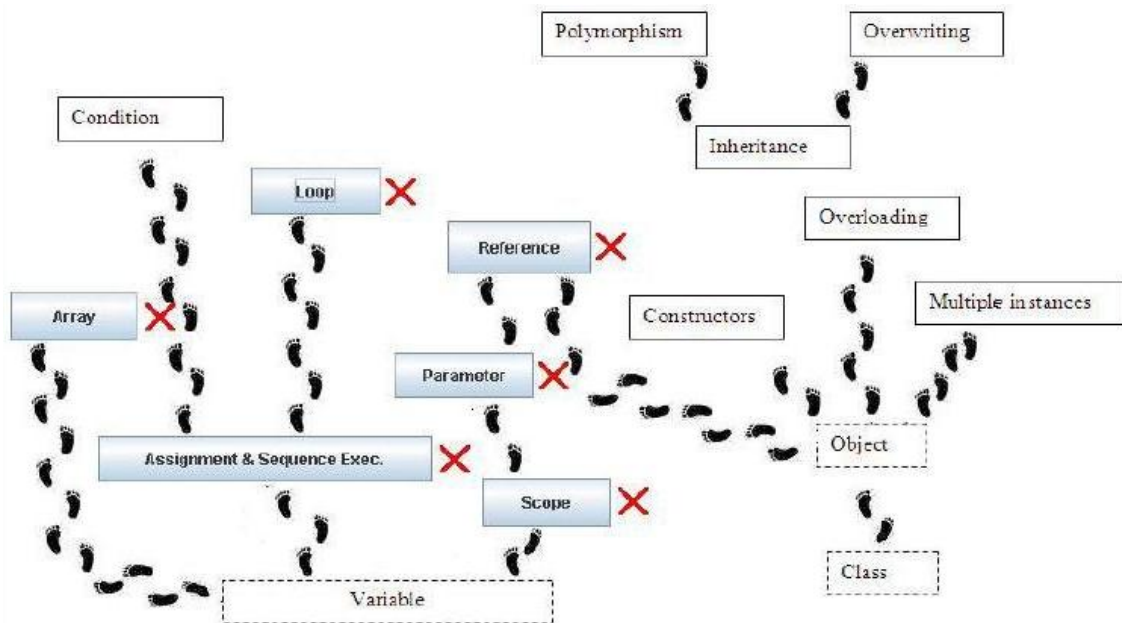 Polymorphism
Overwriting
Condition
Inheritance
Loop
Overloading
Reference
Multiple instances
Array
Constructors
Parameter
Assignment & Sequence Exec.
Object
Scope
Class
Variable